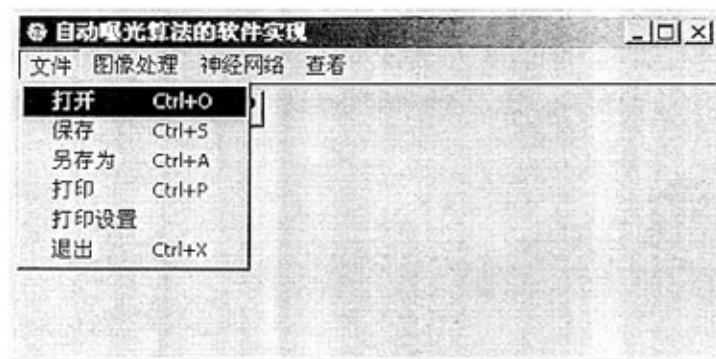 自动曝光算法的软件实现
文件 图像处理 神经网络 查看
打开 Ctrl+O
保存 Ctrl+S
另存为 Ctrl+A
打印 Ctrl+P
打印设置
退出 Ctrl+X